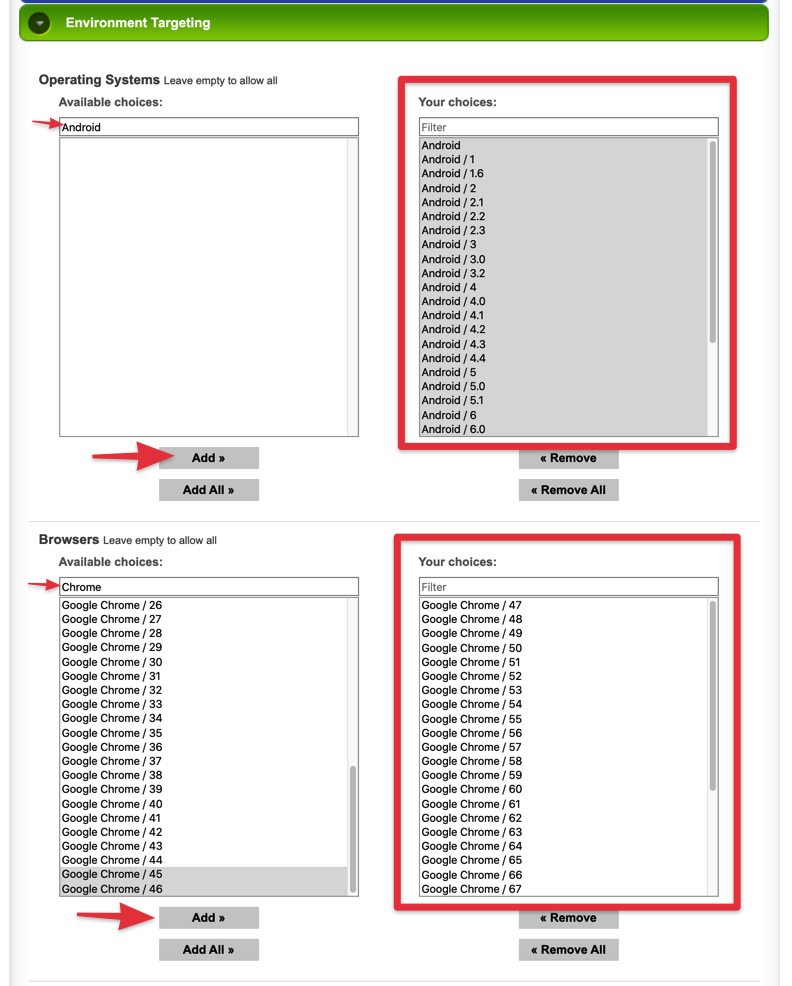 Environment Targeting
Operating Systems Leave empty to allow all
Available choices:
Android
Add »
Add All »
Your choices:
Filter
Android
Android / 1
Android / 1.6
Android / 2
Android / 2.1
Android / 2.2
Android / 2.3
Android / 3
Android / 3.0
Android / 3.2
Android / 4
Android / 4.0
Android / 4.1
Android / 4.2
Android / 4.3
Android / 4.4
Android / 5
Android / 5.0
Android / 5.1
Android / 6
Android / 6.0
« Remove
« Remove All
Browsers Leave empty to allow all
Available choices:
Chrome
Google Chrome / 26
Google Chrome / 27
Google Chrome / 28
Google Chrome / 29
Google Chrome / 30
Google Chrome / 31
Google Chrome / 32
Google Chrome / 33
Google Chrome / 34
Google Chrome / 35
Google Chrome / 36
Google Chrome / 37
Google Chrome / 38
Google Chrome / 39
Google Chrome / 40
Google Chrome / 41
Google Chrome / 42
Google Chrome / 43
Google Chrome / 44
Google Chrome / 45
Google Chrome / 46
Add »
Add All »
Your choices:
Filter
Google Chrome / 47
Google Chrome / 48
Google Chrome / 49
Google Chrome / 50
Google Chrome / 51
Google Chrome / 52
Google Chrome / 53
Google Chrome / 54
Google Chrome / 55
Google Chrome / 56
Google Chrome / 57
Google Chrome / 58
Google Chrome / 59
Google Chrome / 60
Google Chrome / 61
Google Chrome / 62
Google Chrome / 63
Google Chrome / 64
Google Chrome / 65
Google Chrome / 66
Google Chrome / 67
« Remove
« Remove All